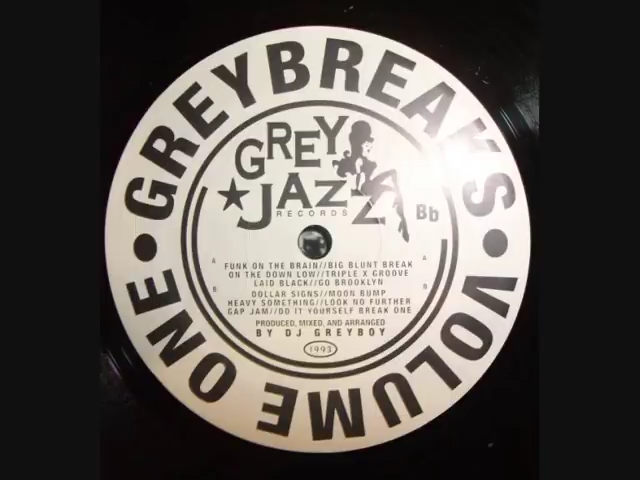 GREYBREAKS • VOLUME ONE •
GREY
JAZZ
RECORDS
Bb
A FUNK ON THE BRAIN//BIG BLUNT BREAK A
ON THE DOWN LOW//TRIPLE X GROOVE
LAID BLACK//GO BROOKLYN
B DOLLAR SIGNS//MOON BUMP B
HEAVY SOMETHING//LOOK NO FURTHER
GAP JAM//DO IT YOURSELF BREAK ONE
PRODUCED, MIXED, AND ARRANGED
BY DJ GREYBOY
1993